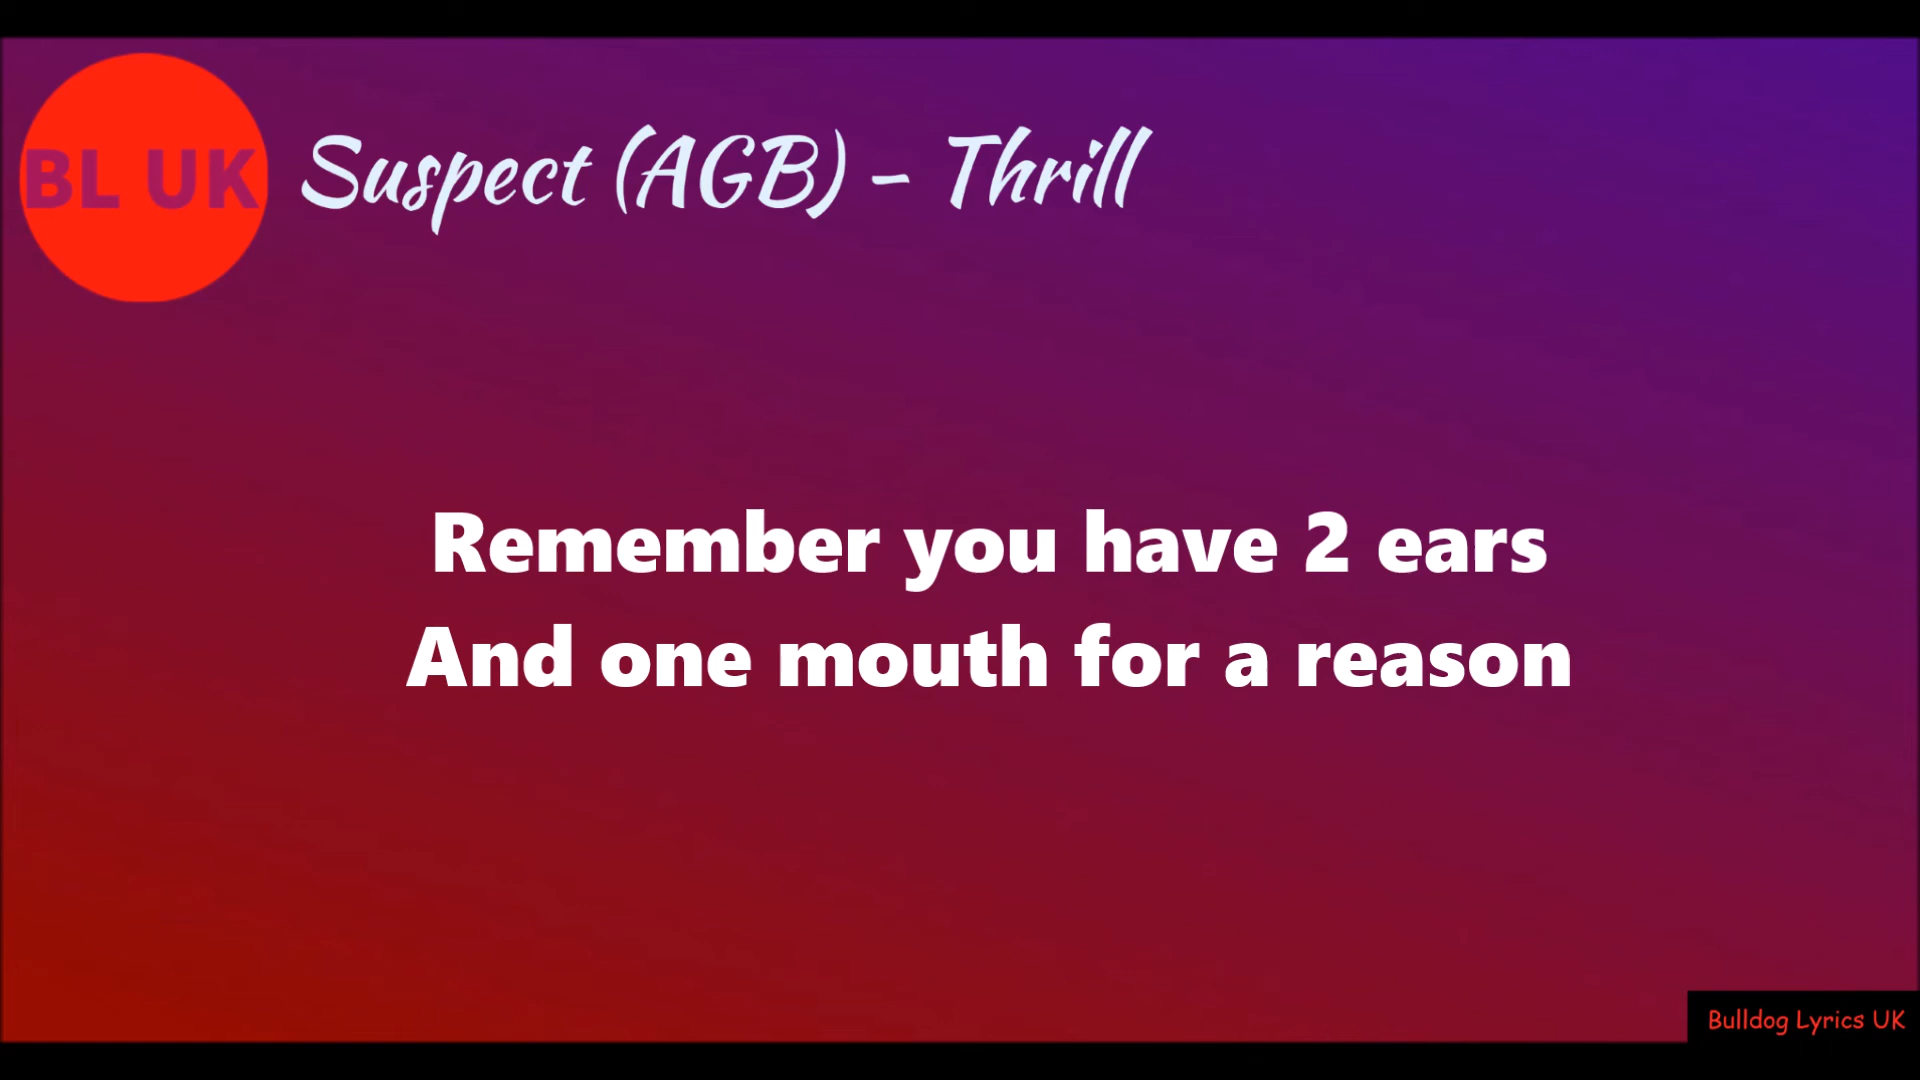 BL UK
Suspect (AGB) - Thrill
Remember you have 2 ears
And one mouth for a reason
Bulldog Lyrics UK